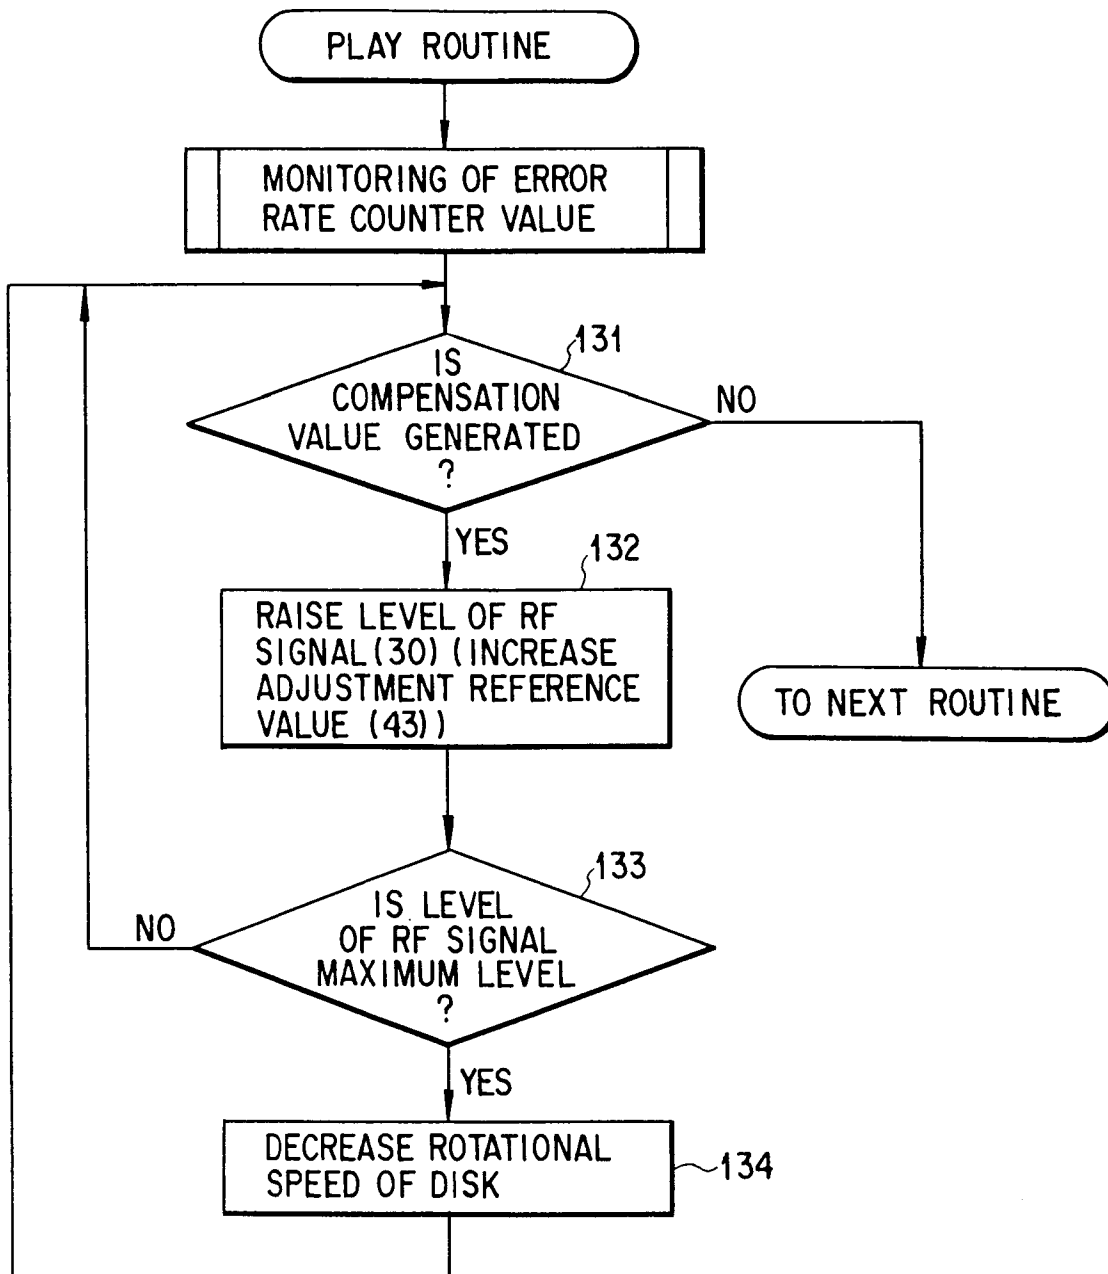 PLAY ROUTINE
MONITORING OF ERROR
RATE COUNTER VALUE
131
IS
COMPENSATION
VALUE GENERATED
?
NO
YES
132
RAISE LEVEL OF RF
SIGNAL(30) (INCREASE
ADJUSTMENT REFERENCE
VALUE (43))
TO NEXT ROUTINE
133
IS LEVEL
OF RF SIGNAL
MAXIMUM LEVEL
?
NO
YES
DECREASE ROTATIONAL
SPEED OF DISK
134